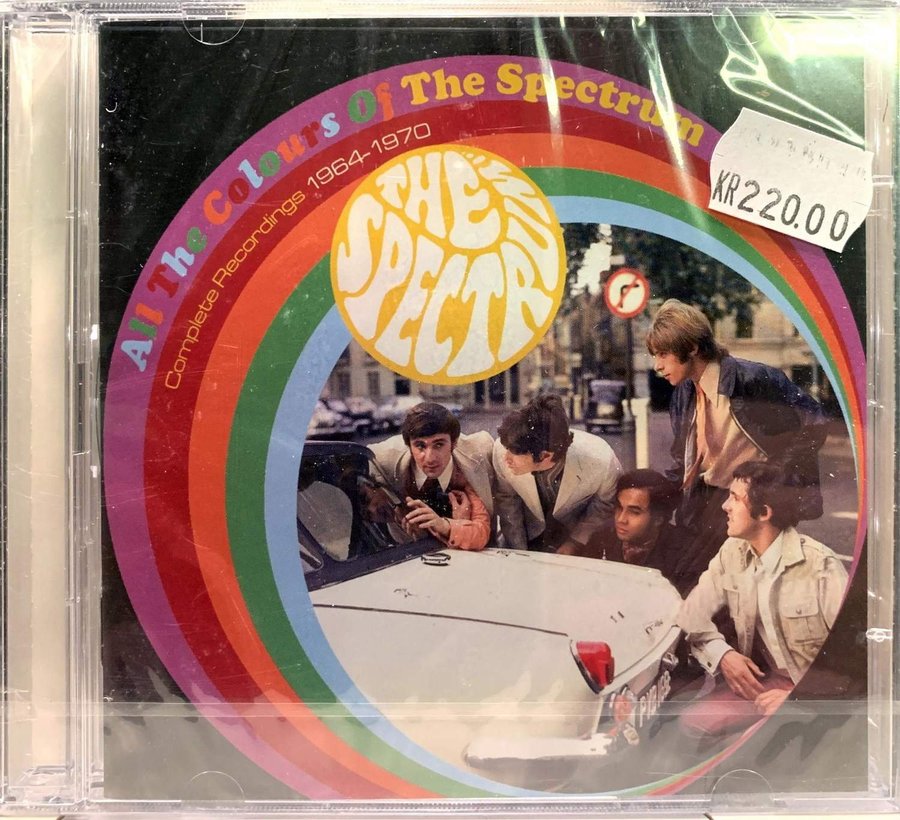 All The Colours Of The Spectrum
Complete Recordings 1964-1970
THE
SPECTRUM
KR220.00